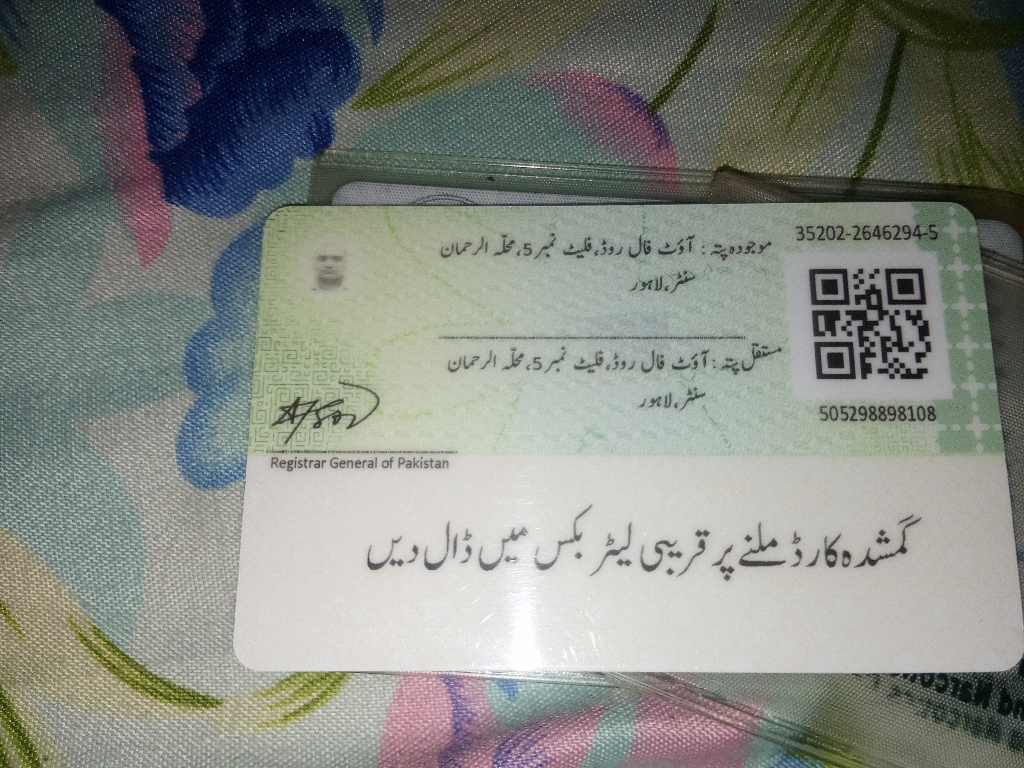 35202-2646294-5
موجودہ پتہ : آؤٹ فال روڈ، فلیٹ نمبر 5، محلّہ الرحمان
سنٹر، لاہور
مستقل پتہ : آؤٹ فال روڈ، فلیٹ نمبر 5، محلّہ الرحمان
سنٹر، لاہور
505298898108
Registrar General of Pakistan
گمشدہ کارڈ ملنے پر قریبی لیٹر بکس میں ڈال دیں